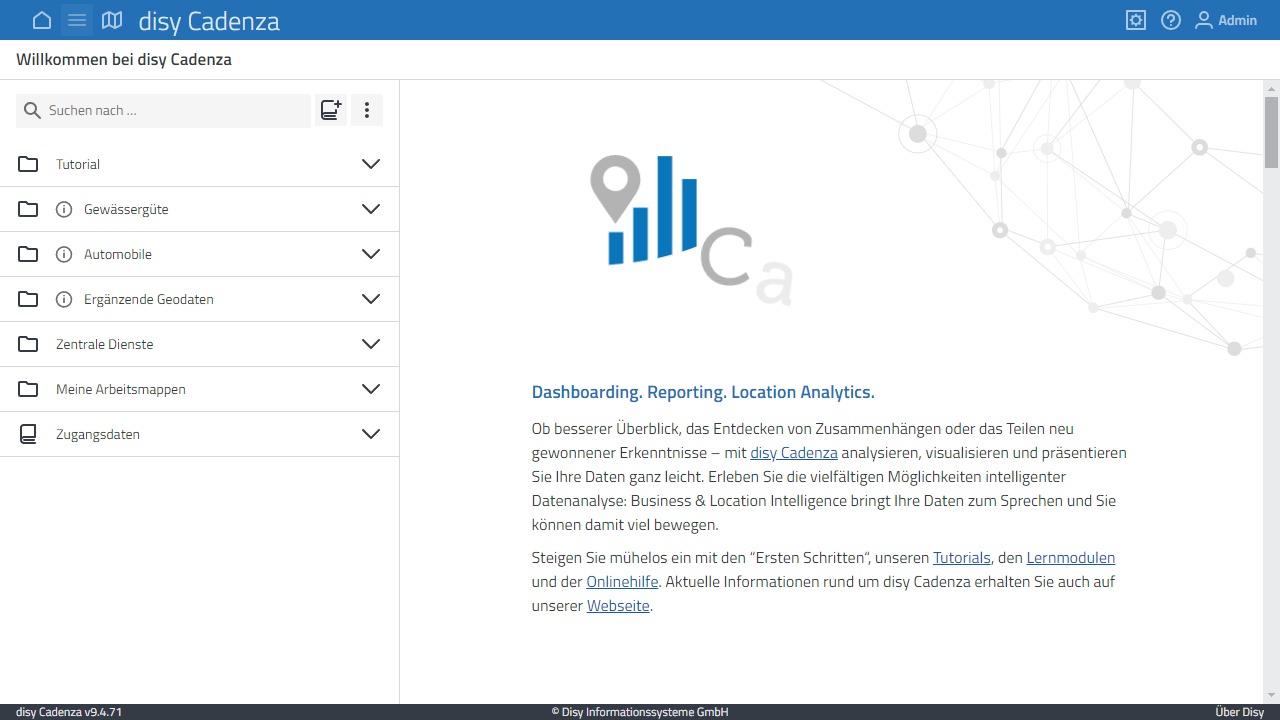 disy Cadenza
Admin
Willkommen bei disy Cadenza
Suchen nach ...
Tutorial
Gewässergüte
Automobile
Ergänzende Geodaten
Zentrale Dienste
Meine Arbeitsmappen
Zugangsdaten
Ca
Dashboarding. Reporting. Location Analytics.
Ob besserer Überblick, das Entdecken von Zusammenhängen oder das Teilen neu
gewonnener Erkenntnisse – mit disy Cadenza analysieren, visualisieren und präsentieren
Sie Ihre Daten ganz leicht. Erleben Sie die vielfältigen Möglichkeiten intelligenter
Datenanalyse: Business & Location Intelligence bringt Ihre Daten zum Sprechen und Sie
können damit viel bewegen.
Steigen Sie mühelos ein mit den “Ersten Schritten“, unseren Tutorials, den Lernmodulen
und der Onlinehilfe. Aktuelle Informationen rund um disy Cadenza erhalten Sie auch auf
unserer Webseite.
disy Cadenza v9.4.71
© Disy Informationssysteme GmbH
Über Disy